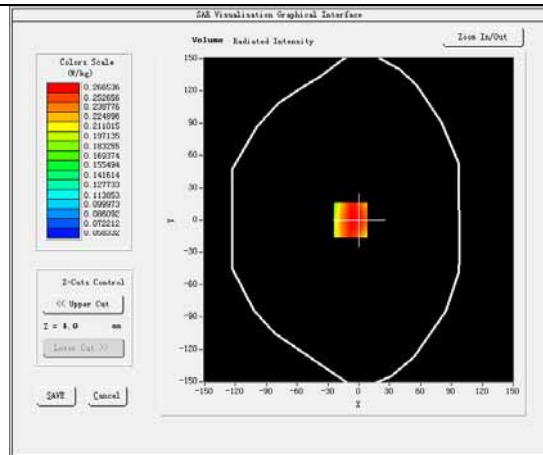 SAR Visualisation Graphical Interface
Volume Radiated Intensity
Zoom In/Out
Colors Scale
(W/kg)
0.266536
0.252656
0.238776
0.224896
0.211015
0.197135
0.183255
0.169374
0.155494
0.141614
0.127733
0.113853
0.099973
0.086092
0.072212
0.058332
Z-Cuts Control
<< Upper Cut
Z = 4.0 mm
Lower Cut >>
SAVE Cancel
150
120
90
60
30
0
-30
-60
-90
-120
-150
Y
-150 -120 -90 -60 -30 0 30 60 90 120 150
X